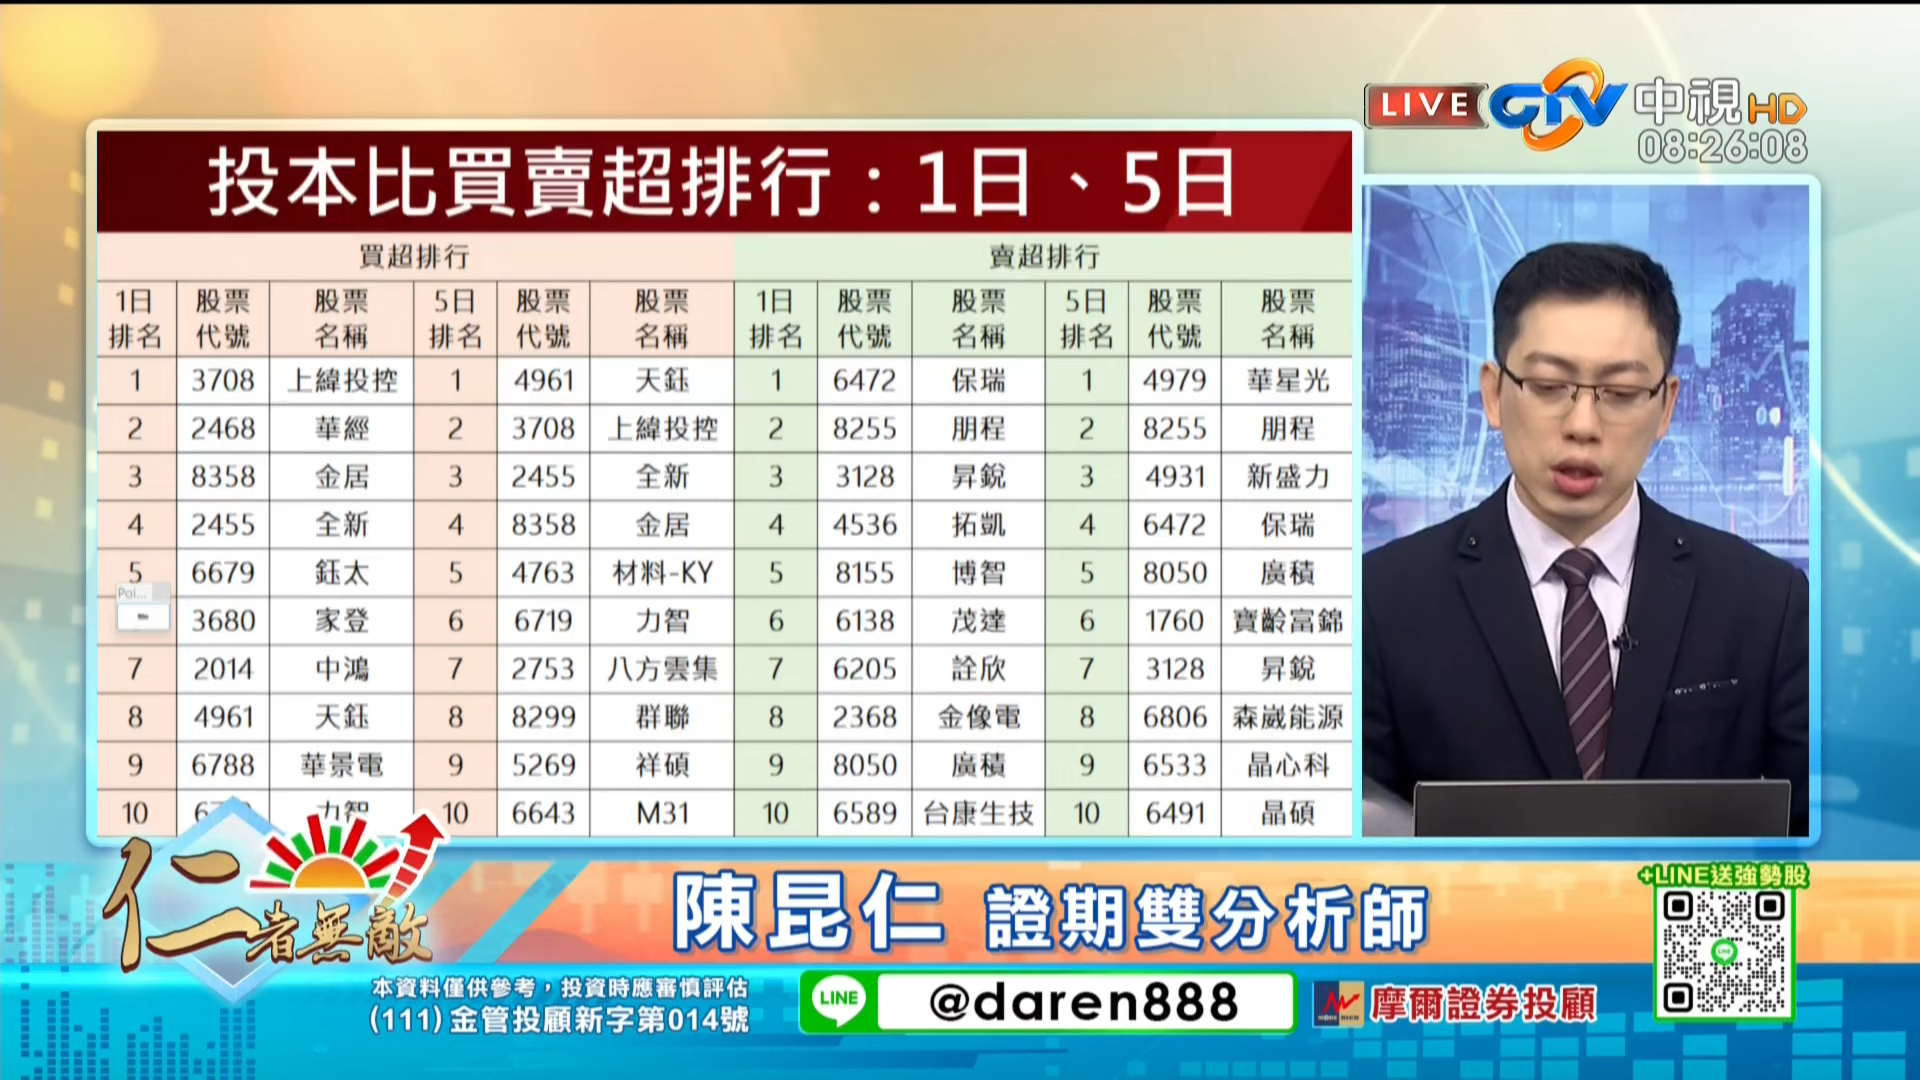 LIVE CTV 中視HD
08:26:08
投本比買賣超排行：1日、5日
買超排行 賣超排行
1日排名 股票代號 股票名稱 5日排名 股票代號 股票名稱 1日排名 股票代號 股票名稱 5日排名 股票代號 股票名稱
1 3708 上緯投控 1 4961 天鈺 1 6472 保瑞 1 4979 華星光
2 2468 華經 2 3708 上緯投控 2 8255 朋程 2 8255 朋程
3 8358 金居 3 2455 全新 3 3128 昇銳 3 4931 新盛力
4 2455 全新 4 8358 金居 4 4536 拓凱 4 6472 保瑞
5 6679 鈺太 5 4763 材料-KY 5 8155 博智 5 8050 廣積
Poi...
3680 家登 6 6719 力智 6 6138 茂達 6 1760 寶齡富錦
7 2014 中鴻 7 2753 八方雲集 7 6205 詮欣 7 3128 昇銳
8 4961 天鈺 8 8299 群聯 8 2368 金像電 8 6806 森崴能源
9 6788 華景電 9 5269 祥碩 9 8050 廣積 9 6533 晶心科
10 力智 10 6643 M31 10 6589 台康生技 10 6491 晶碩
仁者無敵
陳昆仁 證期雙分析師
+LINE送強勢股
本資料僅供參考，投資時應審慎評估
(111)金管投顧新字第014號
LINE @daren888
摩爾證券投顧